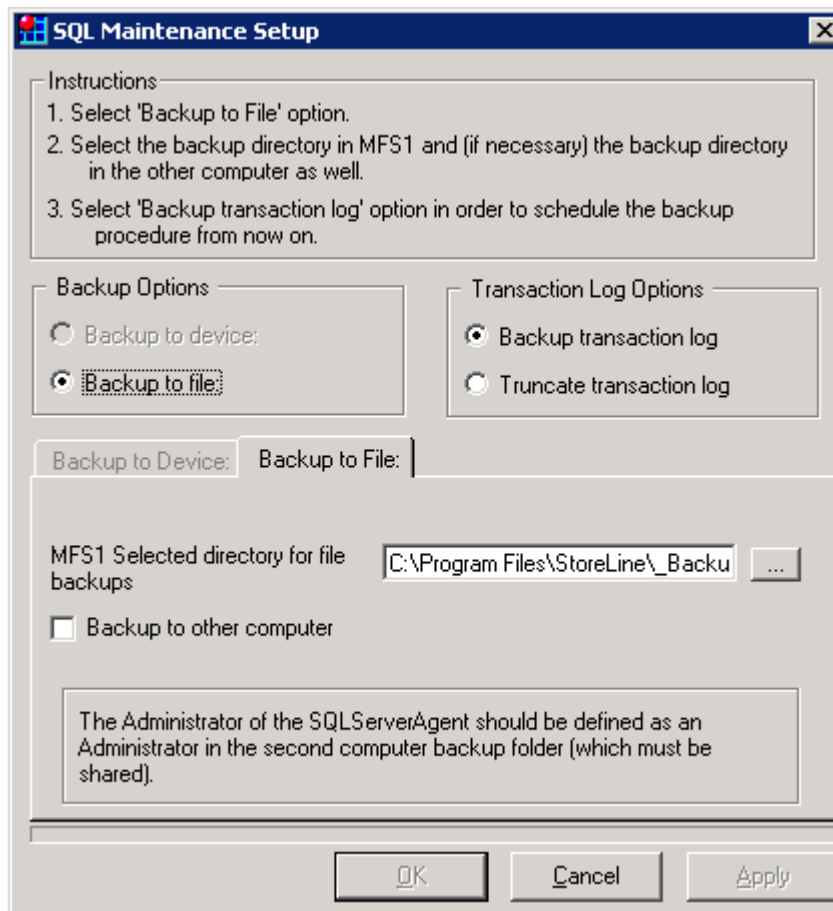 SQL Maintenance Setup
Instructions
1. Select 'Backup to File' option.
2. Select the backup directory in MFS1 and (if necessary) the backup directory
in the other computer as well.
3. Select 'Backup transaction log' option in order to schedule the backup
procedure from now on.
Backup Options
Backup to device:
Backup to file:
Transaction Log Options
Backup transaction log
Truncate transaction log
Backup to Device:
Backup to File:
MFS1 Selected directory for file
backups
C:\Program Files\StoreLine\_Backu
...
Backup to other computer
The Administrator of the SQLServerAgent should be defined as an
Administrator in the second computer backup folder (which must be
shared).
OK
Cancel
Apply